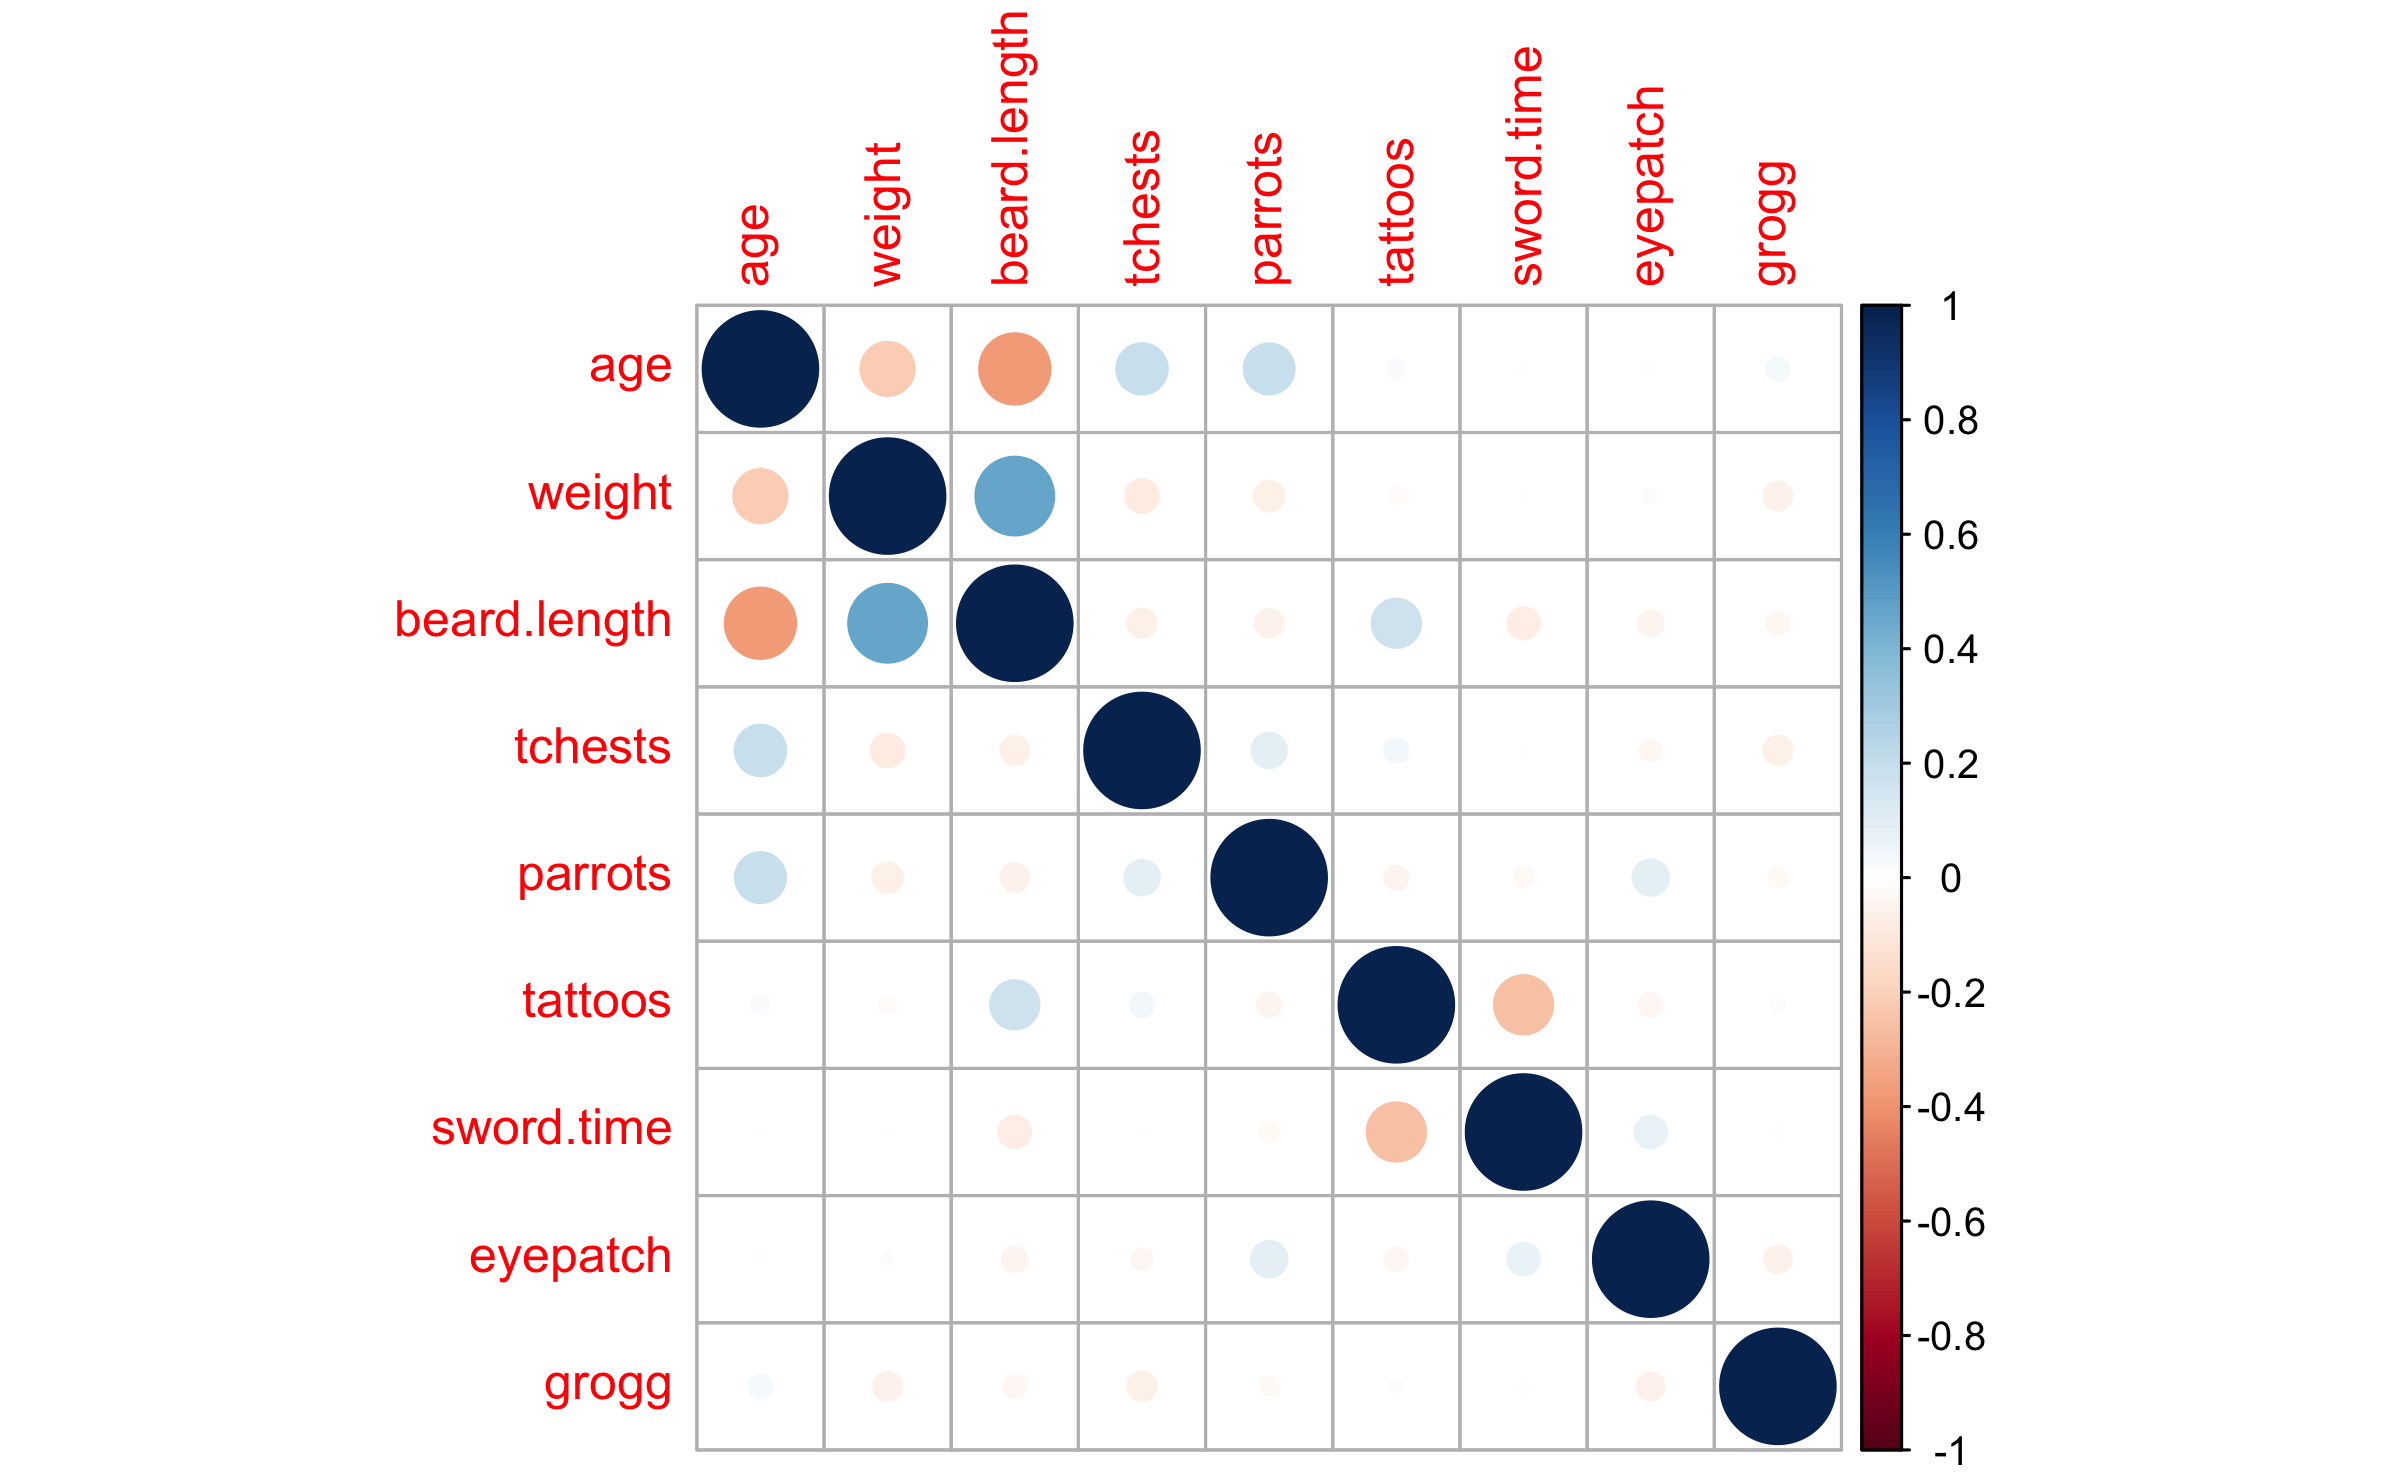 age
weight
beard.length
tchests
parrots
tattoos
sword.time
eyepatch
grogg
age
weight
beard.length
tchests
parrots
tattoos
sword.time
eyepatch
grogg
1
0.8
0.6
0.4
0.2
0
-0.2
-0.4
-0.6
-0.8
-1